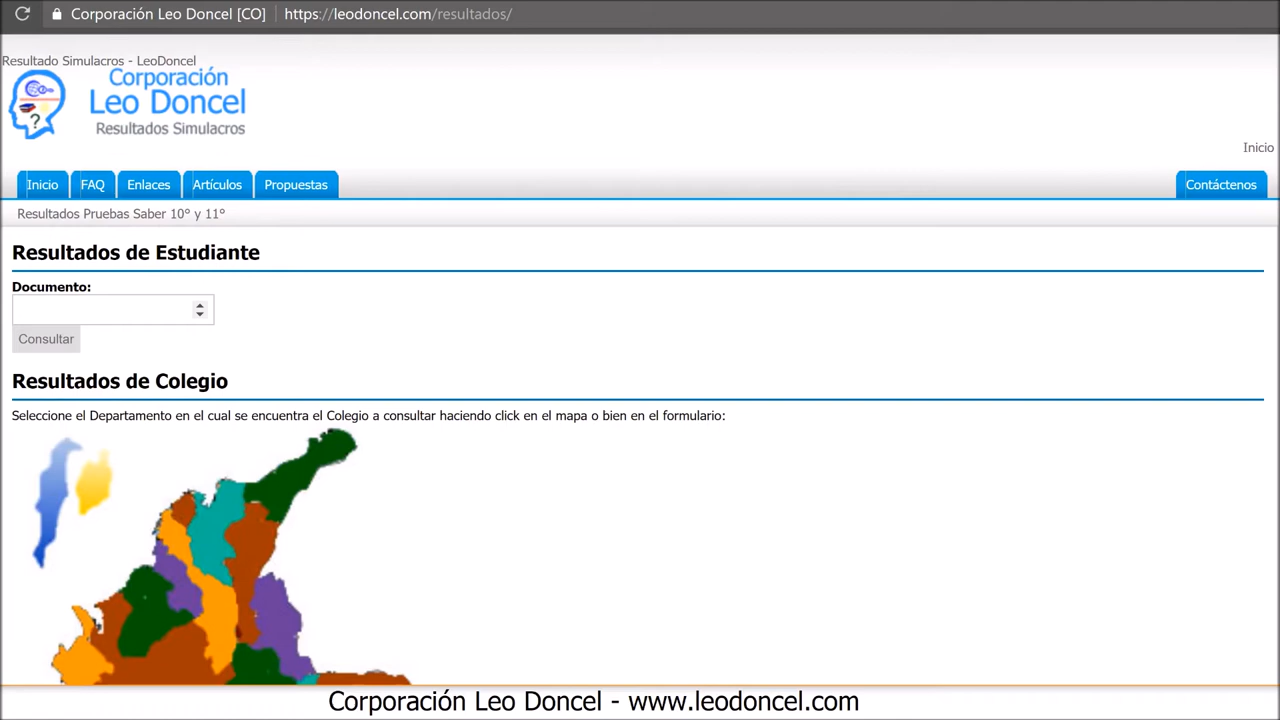 Corporación Leo Doncel [CO] https://leodoncel.com/resultados/
Resultado Simulacros - LeoDoncel
Corporación
Leo Doncel
Resultados Simulacros
?
Inicio
Inicio FAQ Enlaces Artículos Propuestas Contáctenos
Resultados Pruebas Saber 10° y 11°
Resultados de Estudiante
Documento:
Consultar
Resultados de Colegio
Seleccione el Departamento en el cual se encuentra el Colegio a consultar haciendo click en el mapa o bien en el formulario:
Corporación Leo Doncel - www.leodoncel.com